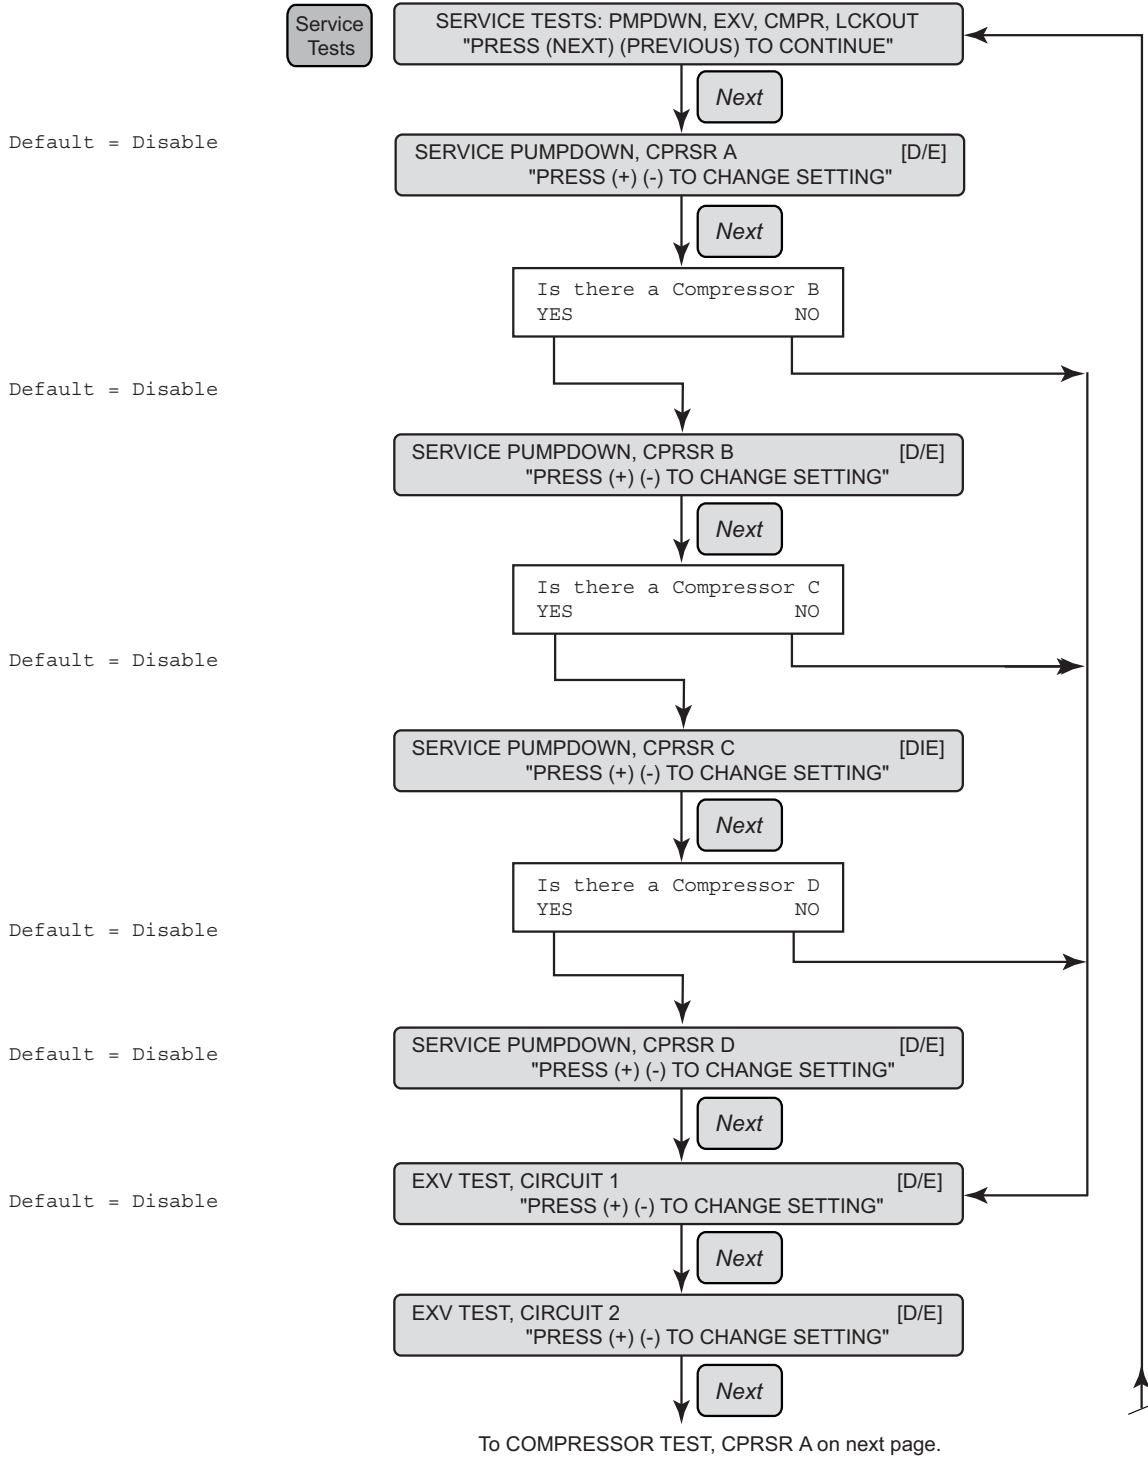 Service
Tests
SERVICE TESTS: PMPDWN, EXV, CMPR, LCKOUT
"PRESS (NEXT) (PREVIOUS) TO CONTINUE"
Next
Default = Disable
SERVICE PUMPDOWN, CPRSR A [D/E]
"PRESS (+) (-) TO CHANGE SETTING"
Next
Is there a Compressor B
YES NO
Default = Disable
SERVICE PUMPDOWN, CPRSR B [D/E]
"PRESS (+) (-) TO CHANGE SETTING"
Next
Is there a Compressor C
YES NO
Default = Disable
SERVICE PUMPDOWN, CPRSR C [DIE]
"PRESS (+) (-) TO CHANGE SETTING"
Next
Is there a Compressor D
YES NO
Default = Disable
SERVICE PUMPDOWN, CPRSR D [D/E]
"PRESS (+) (-) TO CHANGE SETTING"
Default = Disable
Next
EXV TEST, CIRCUIT 1 [D/E]
"PRESS (+) (-) TO CHANGE SETTING"
Default = Disable
Next
EXV TEST, CIRCUIT 2 [D/E]
"PRESS (+) (-) TO CHANGE SETTING"
Next
To COMPRESSOR TEST, CPRSR A on next page.